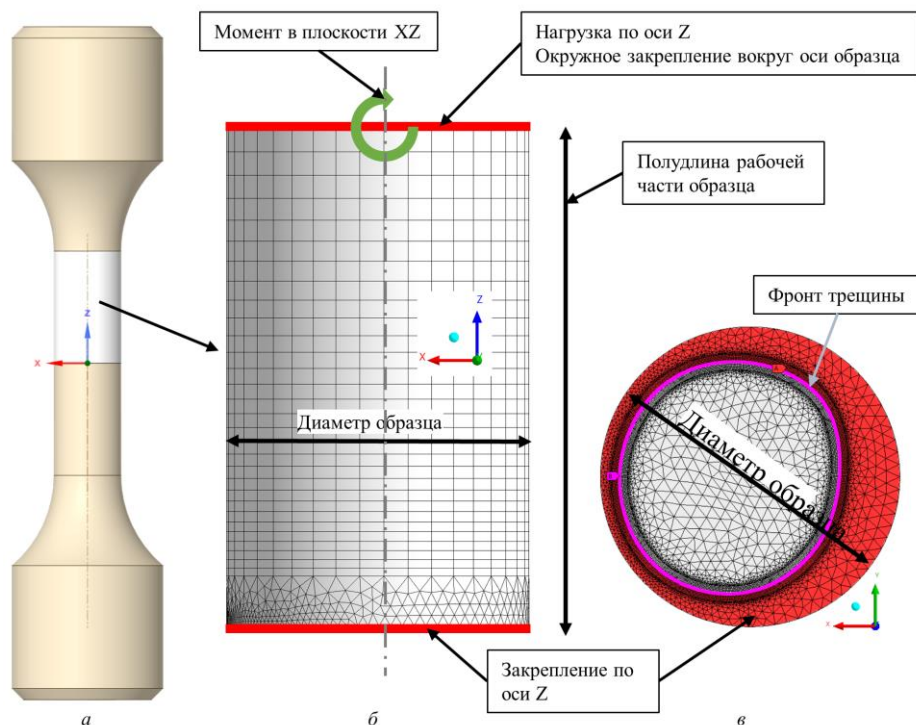 Момент в плоскости XZ
Нагрузка по оси Z
Окружное закрепление вокруг оси образца
Полудлина рабочей
части образца
Фронт трещины
z
x
Z
X
Диаметр образца
Диаметр образца
Y
X
Закрепление по
оси Z
а
б
в